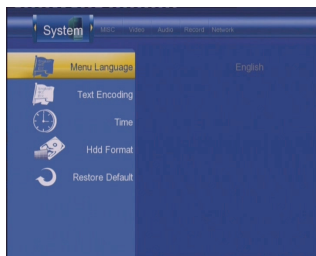 System MISC Video Audio Record Network
Menu Language English
Text Encoding
Time
Hdd Format
Restore Default